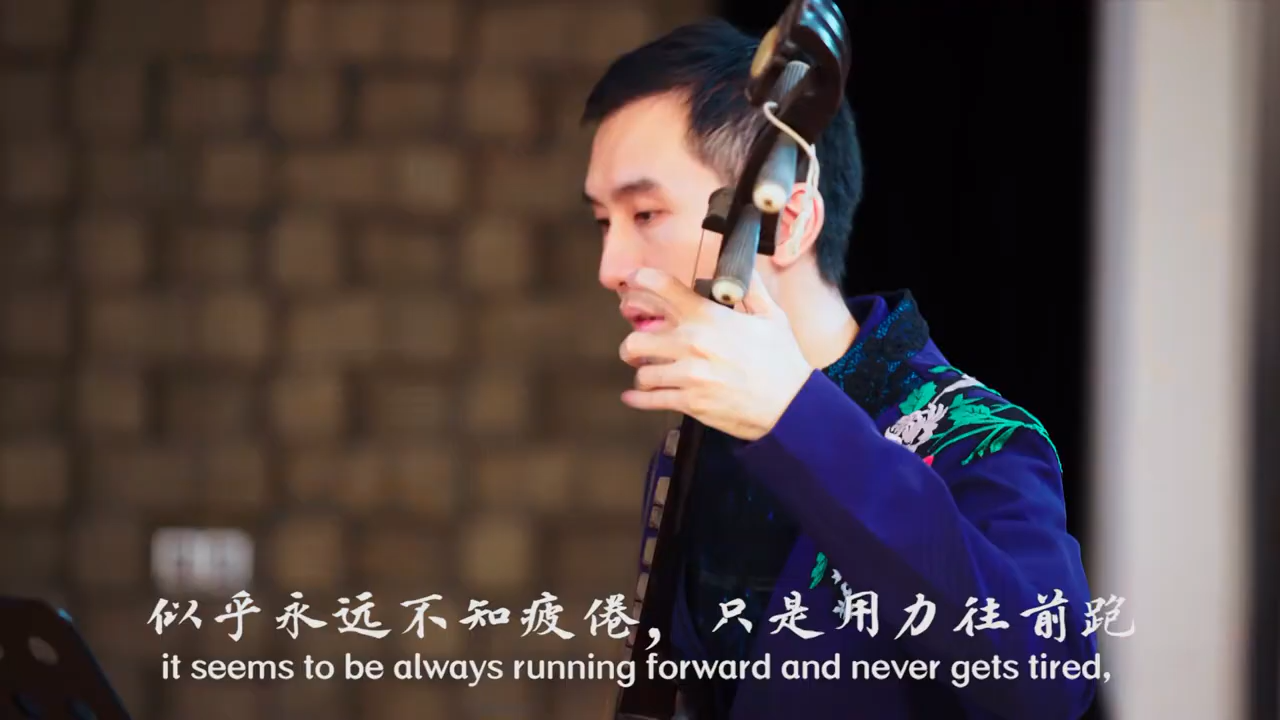 似乎永远不知疲倦，只是用力往前跑
it seems to be always running forward and never gets tired,